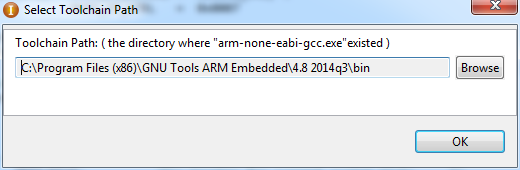 Select Toolchain Path
Toolchain Path: ( the directory where "arm-none-eabi-gcc.exe"existed )
C:\Program Files (x86)\GNU Tools ARM Embedded\4.8 2014q3\bin
Browse
OK